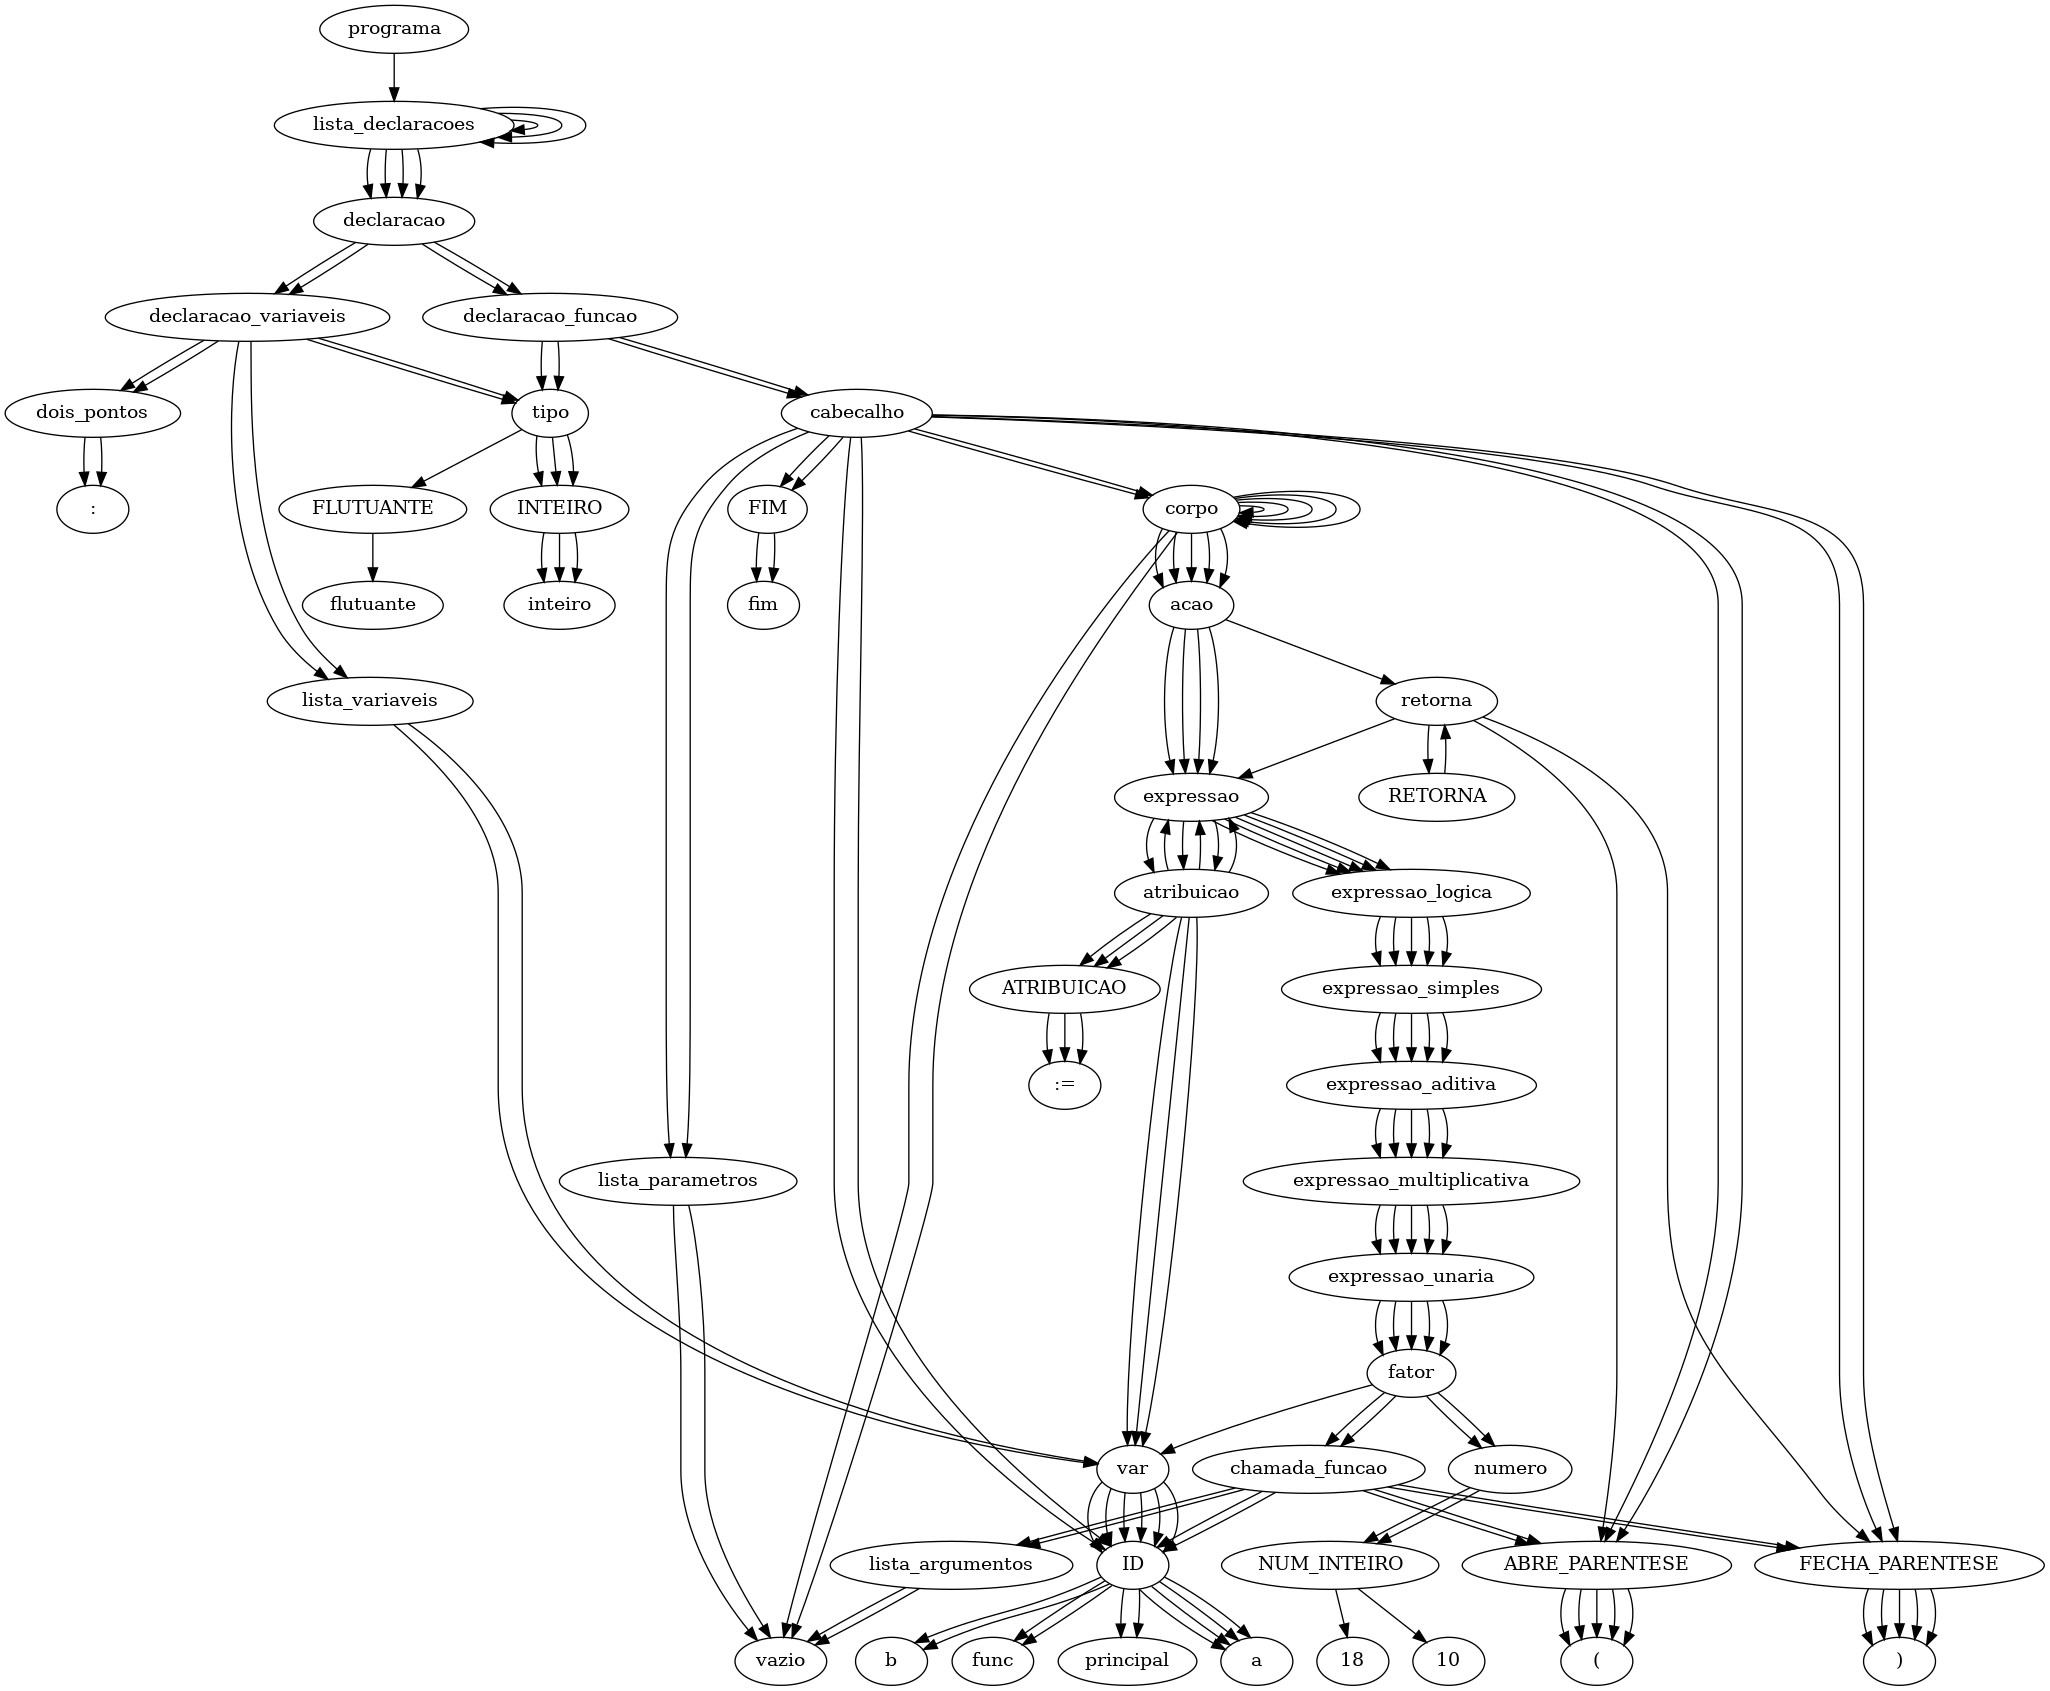 programa
lista_declaracoes
declaracao
declaracao_variaveis
declaracao_funcao
dois_pontos
tipo
cabecalho
:
FLUTUANTE
INTEIRO
FIM
corpo
flutuante
inteiro
fim
acao
lista_variaveis
retorna
expressao
RETORNA
atribuicao
expressao_logica
ATRIBUICAO
expressao_simples
:=
expressao_aditiva
lista_parametros
expressao_multiplicativa
expressao_unaria
fator
var
chamada_funcao
numero
lista_argumentos
ID
NUM_INTEIRO
ABRE_PARENTESE
FECHA_PARENTESE
vazio
b
func
principal
a
18
10
(
)